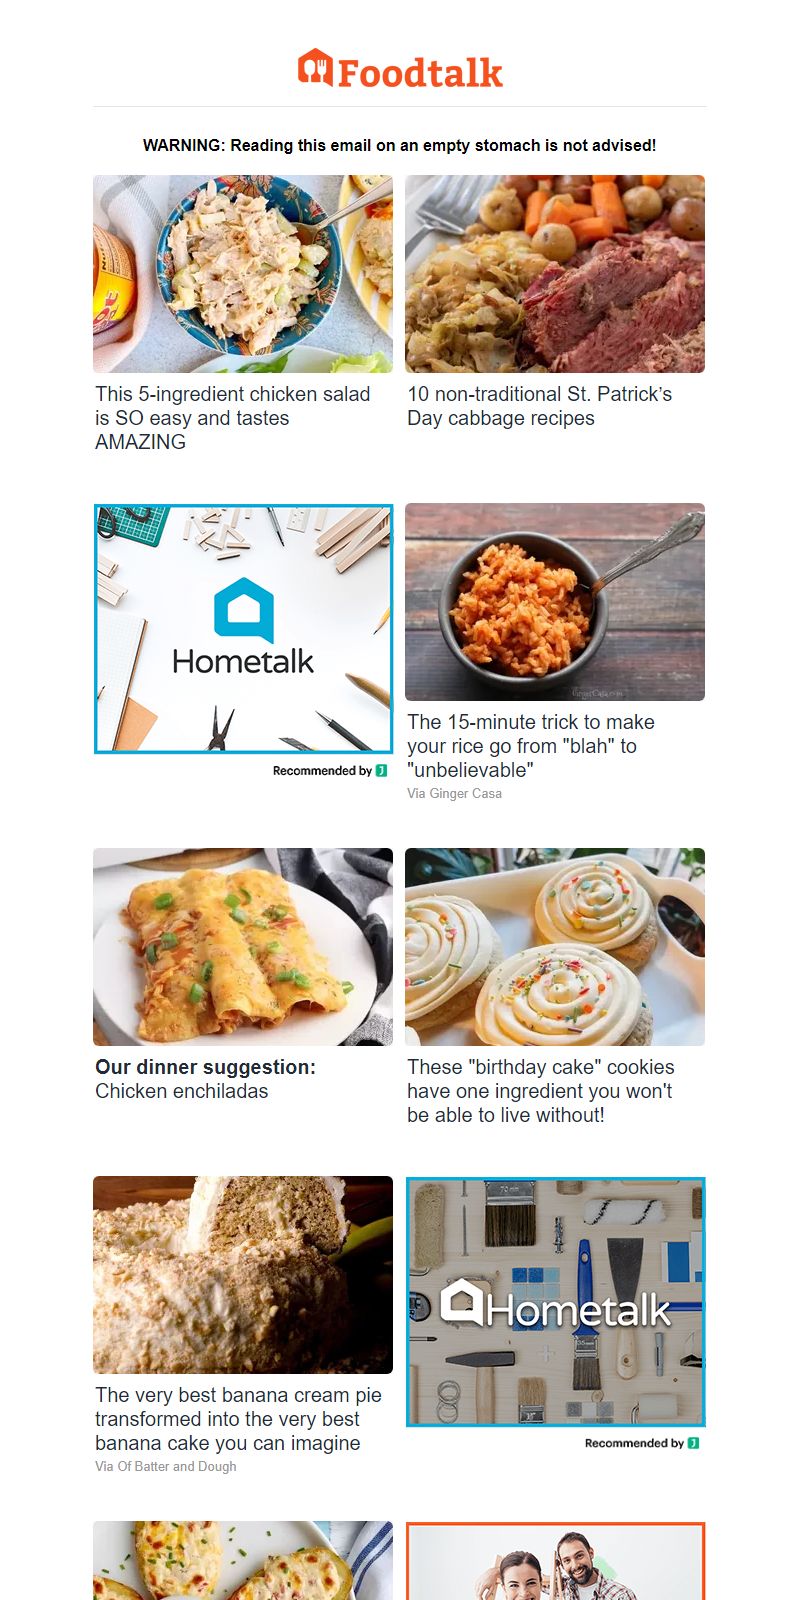 Foodtalk
WARNING: Reading this email on an empty stomach is not advised!
This 5-ingredient chicken salad
is SO easy and tastes
AMAZING
10 non-traditional St. Patrick’s
Day cabbage recipes
Hometalk
Recommended by
GingerCasa.com
The 15-minute trick to make
your rice go from "blah" to
"unbelievable"
Via Ginger Casa
Our dinner suggestion:
Chicken enchiladas
These "birthday cake" cookies
have one ingredient you won't
be able to live without!
The very best banana cream pie
transformed into the very best
banana cake you can imagine
Via Of Batter and Dough
70 mm
Hometalk
Recommended by